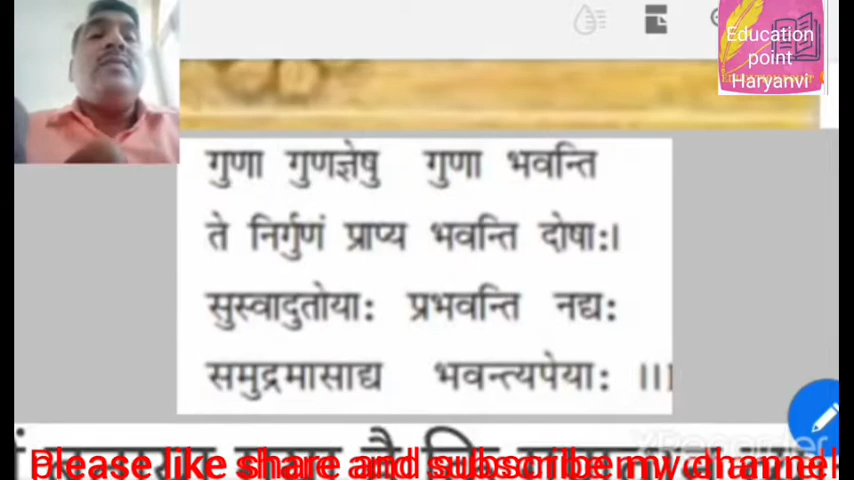 Education
point
Haryanvi
गुणा गुणज्ञेषु गुणा भवन्ति
ते निर्गुणं प्राप्य भवन्ति दोषाः।
सुस्वादुतोयाः प्रभवन्ति नद्यः
समुद्रमासाद्य भवन्त्यपेयाः ।।1
Please like share and subscribe my channel